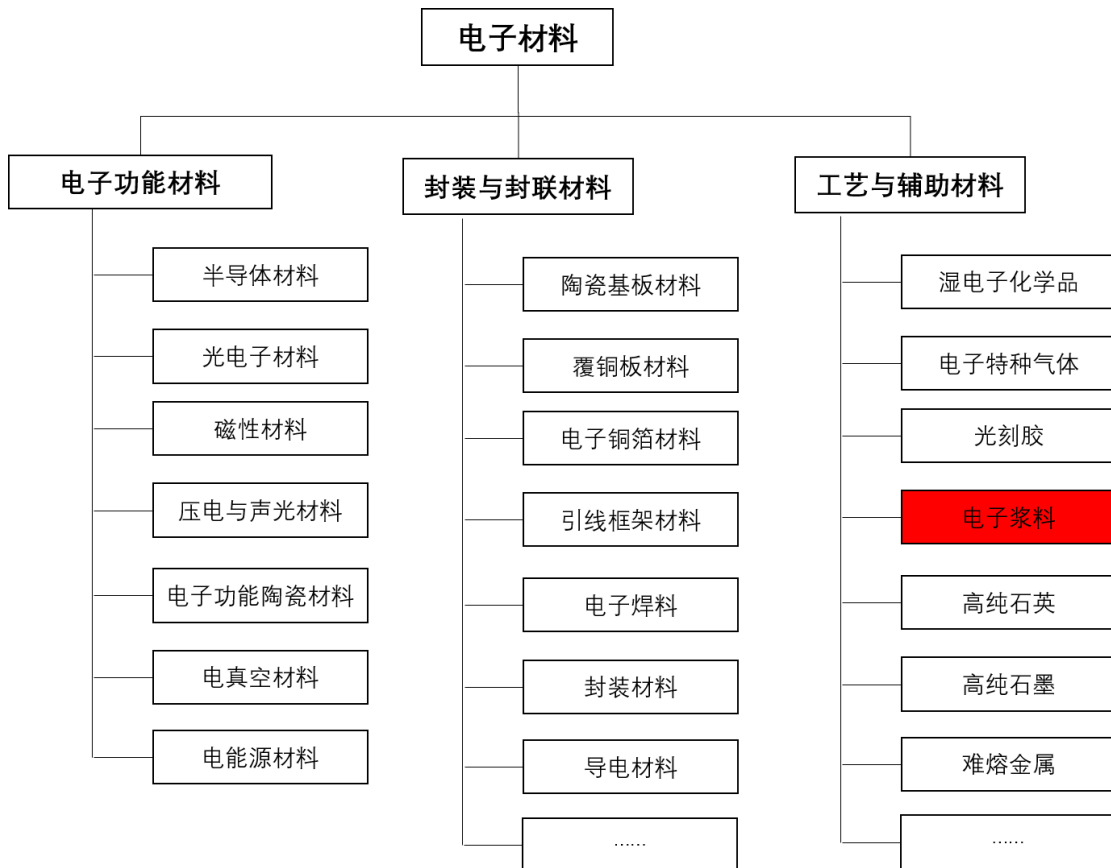 电子材料
电子功能材料
半导体材料
光电子材料
磁性材料
压电与声光材料
电子功能陶瓷材料
电真空材料
电能源材料
封装与封联材料
陶瓷基板材料
覆铜板材料
电子铜箔材料
引线框架材料
电子焊料
封装材料
导电材料
......
工艺与辅助材料
湿电子化学品
电子特种气体
光刻胶
电子浆料
高纯石英
高纯石墨
难熔金属
......